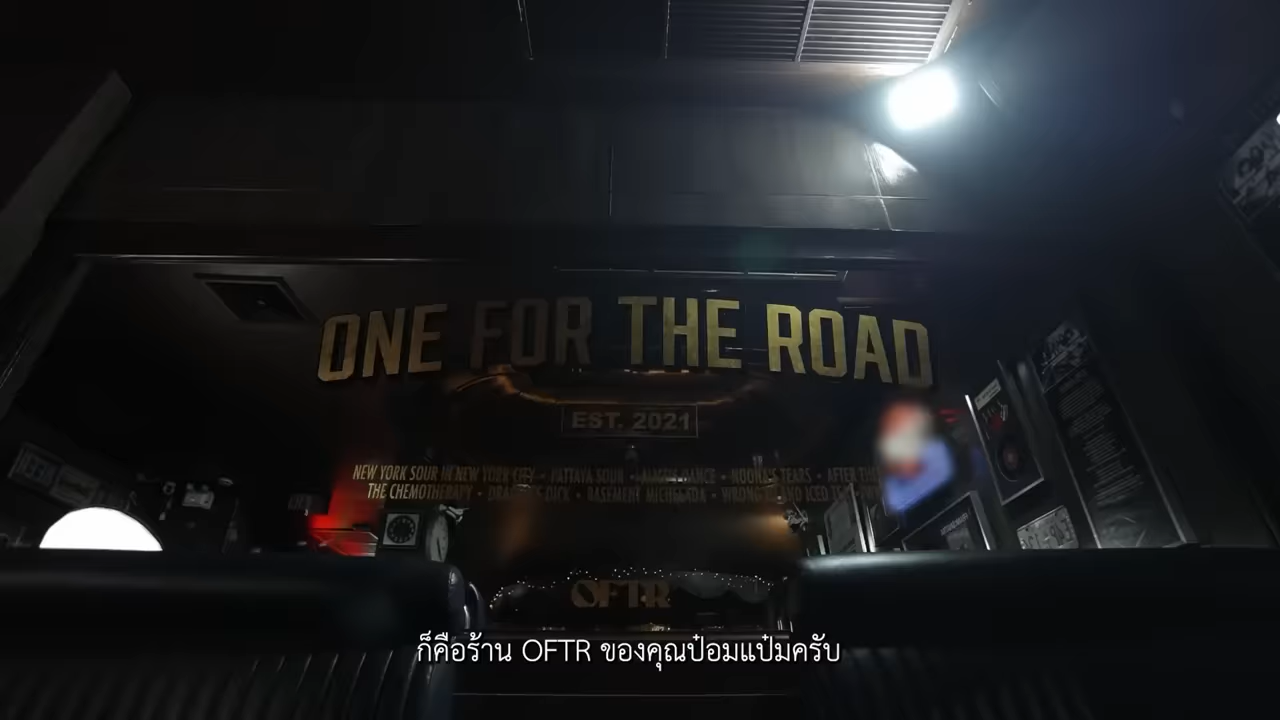 ONE FOR THE ROAD
EST. 2021
NEW YORK SOUR IN NEW YORK CITY • PATTAYA SOUR • DANCE • NOONA'S TEARS • AFTER
THE CHEMOTHERAPY • BASEMENT MICHELADA • ICED
OFTR
ก็คือร้าน OFTR ของคุณป๋อมแป๋มครับ